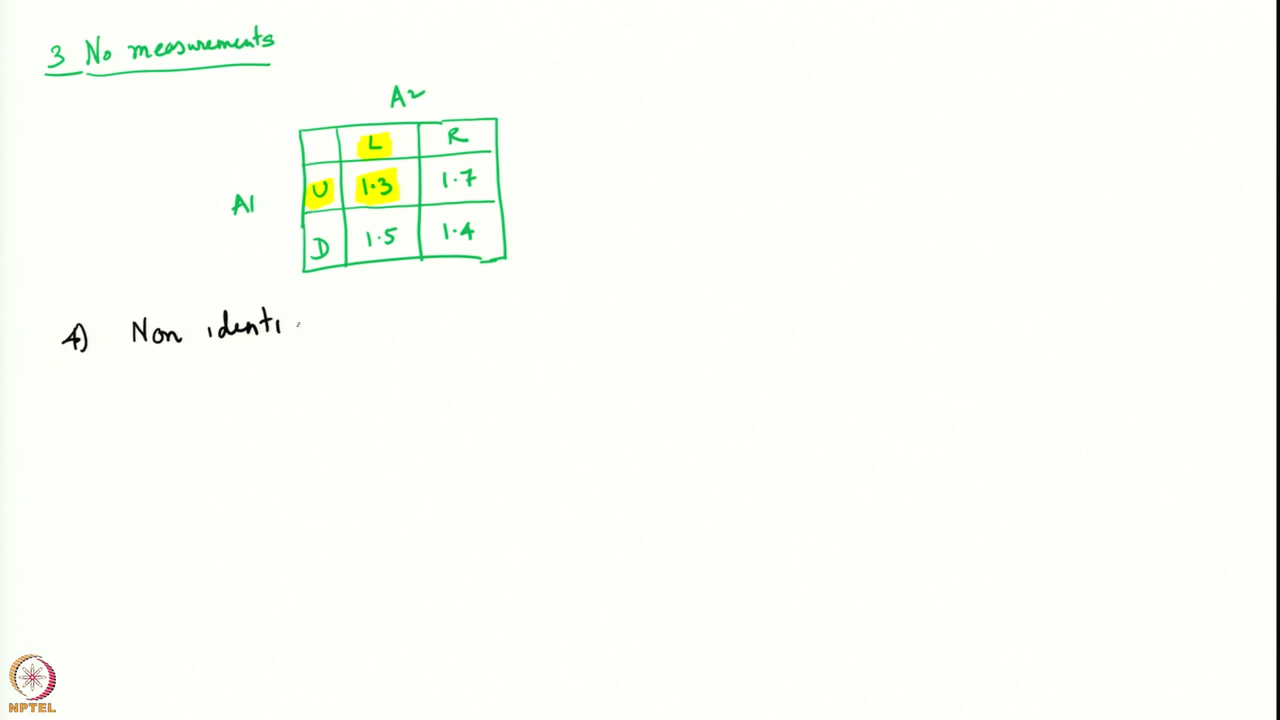 3 No measurements
A2
L R
A1 U 1.3 1.7
D 1.5 1.4
4) Non identi
NPTEL